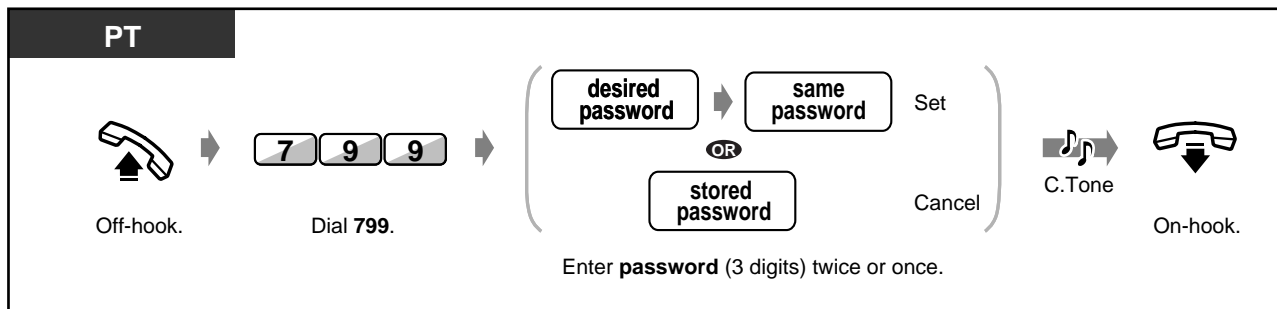 PT
desired
password
same
password
Set
OR
7 9 9
stored
password
Cancel
C.Tone
Off-hook.
Dial 799.
On-hook.
Enter password (3 digits) twice or once.